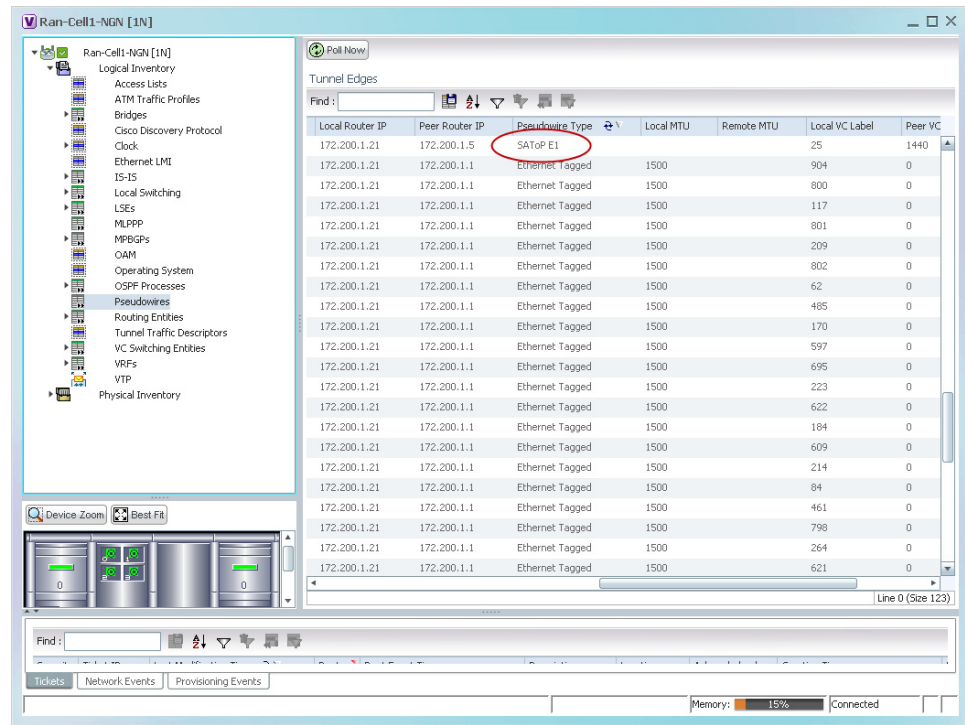 Ran-Cell1-NGN [1N]
Ran-Cell1-NGN [1N]
Logical Inventory
Access Lists
ATM Traffic Profiles
Bridges
Cisco Discovery Protocol
Clock
Ethernet LMI
IS-IS
Local Switching
LSEs
MLPPP
MPBGPs
OAM
Operating System
OSPF Processes
Pseudowires
Routing Entities
Tunnel Traffic Descriptors
VC Switching Entities
VRFs
VTP
Physical Inventory
Device Zoom Best Fit
0 0
Poll Now
Tunnel Edges
Find :
Local Router IP Peer Router IP Pseudowire Type Local MTU Remote MTU Local VC Label Peer VC
172.200.1.21 172.200.1.5 SAToP E1 25 1440
172.200.1.21 172.200.1.1 Ethernet Tagged 1500 904 0
172.200.1.21 172.200.1.1 Ethernet Tagged 1500 800 0
172.200.1.21 172.200.1.1 Ethernet Tagged 1500 117 0
172.200.1.21 172.200.1.1 Ethernet Tagged 1500 801 0
172.200.1.21 172.200.1.1 Ethernet Tagged 1500 209 0
172.200.1.21 172.200.1.1 Ethernet Tagged 1500 802 0
172.200.1.21 172.200.1.1 Ethernet Tagged 1500 62 0
172.200.1.21 172.200.1.1 Ethernet Tagged 1500 485 0
172.200.1.21 172.200.1.1 Ethernet Tagged 1500 170 0
172.200.1.21 172.200.1.1 Ethernet Tagged 1500 597 0
172.200.1.21 172.200.1.1 Ethernet Tagged 1500 695 0
172.200.1.21 172.200.1.1 Ethernet Tagged 1500 223 0
172.200.1.21 172.200.1.1 Ethernet Tagged 1500 622 0
172.200.1.21 172.200.1.1 Ethernet Tagged 1500 184 0
172.200.1.21 172.200.1.1 Ethernet Tagged 1500 609 0
172.200.1.21 172.200.1.1 Ethernet Tagged 1500 214 0
172.200.1.21 172.200.1.1 Ethernet Tagged 1500 84 0
172.200.1.21 172.200.1.1 Ethernet Tagged 1500 461 0
172.200.1.21 172.200.1.1 Ethernet Tagged 1500 798 0
172.200.1.21 172.200.1.1 Ethernet Tagged 1500 264 0
172.200.1.21 172.200.1.1 Ethernet Tagged 1500 621 0
Line 0 (Size 123)
Find :
Tickets Network Events Provisioning Events
Memory: 15% Connected